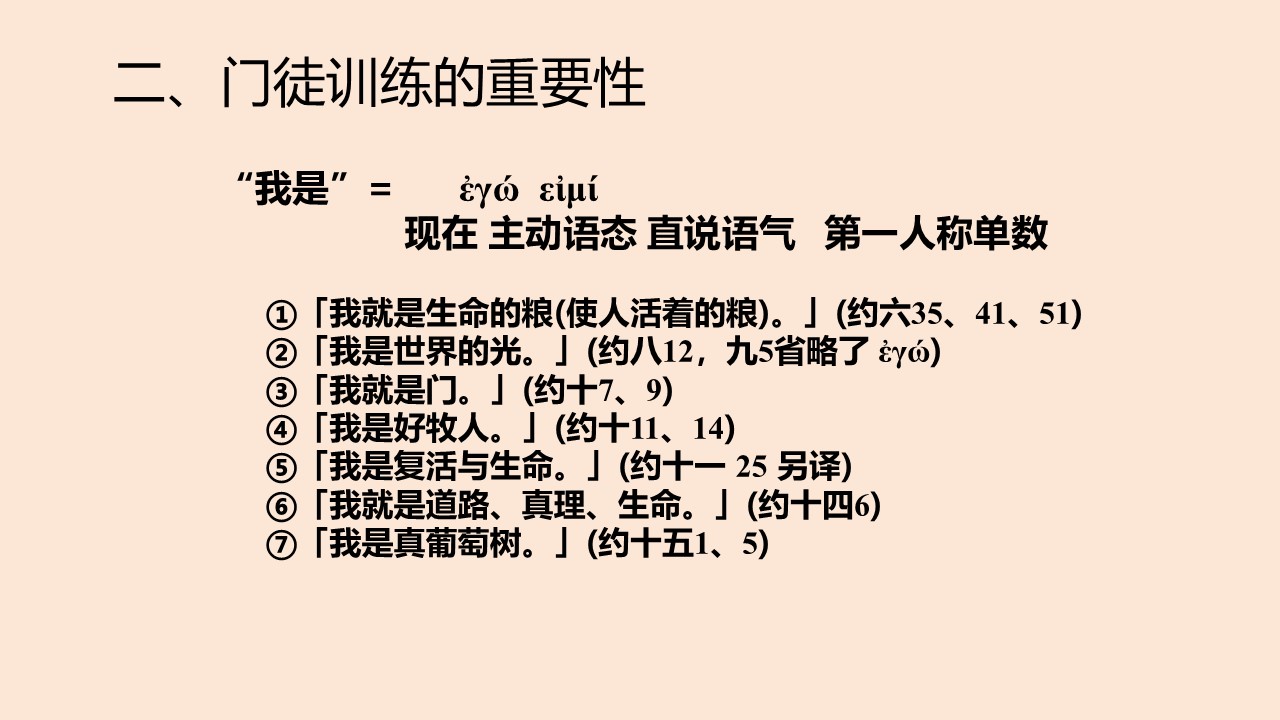 二、门徒训练的重要性
“我是” = ἐγώ εἰμί
现在 主动语态 直说语气 第一人称单数
①「我就是生命的粮(使人活着的粮)。」(约六35、41、51)
②「我是世界的光。」(约八12，九5省略了 ἐγώ)
③「我就是门。」(约十7、9)
④「我是好牧人。」(约十11、14)
⑤「我是复活与生命。」(约十一 25 另译)
⑥「我就是道路、真理、生命。」(约十四6)
⑦「我是真葡萄树。」(约十五1、5)